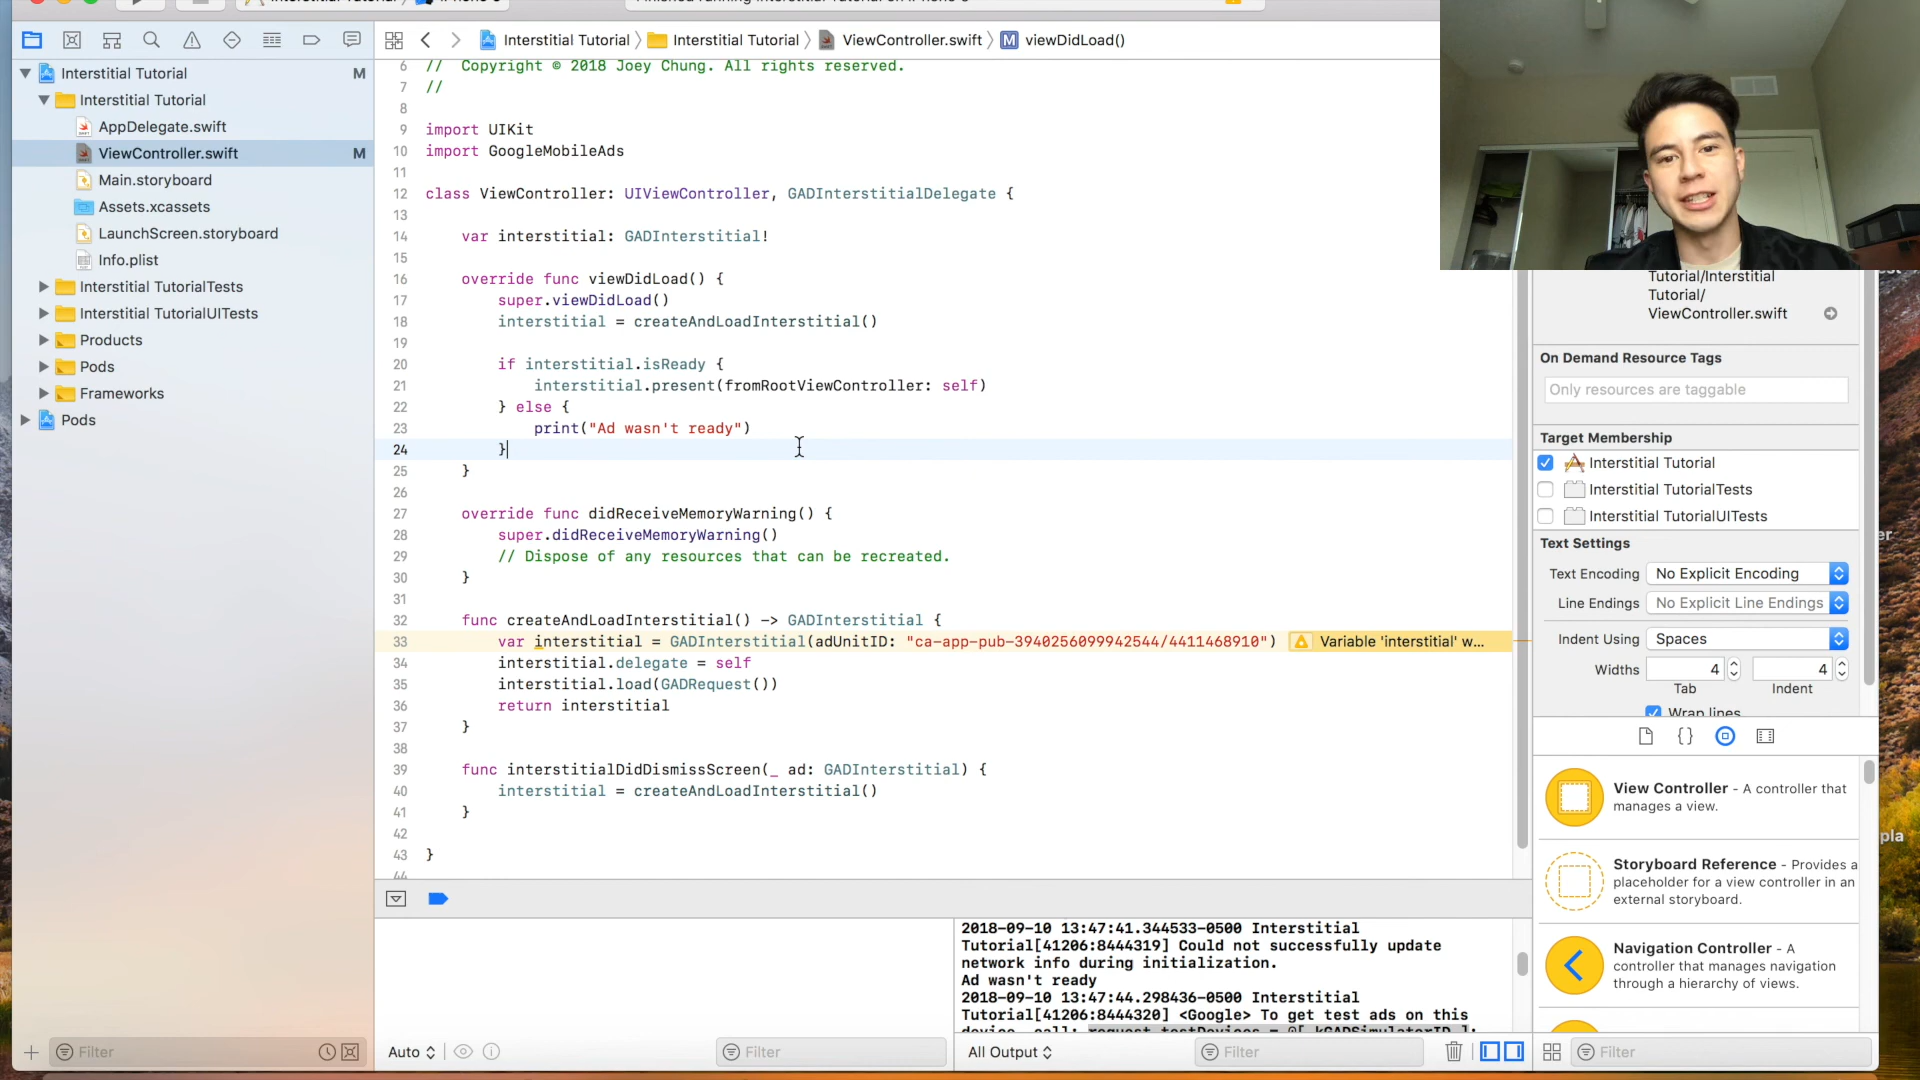 Interstitial Tutorial
Interstitial Tutorial
ViewController.swift
viewDidLoad()
Interstitial Tutorial
M
Interstitial Tutorial
AppDelegate.swift
ViewController.swift
M
Main.storyboard
Assets.xcassets
LaunchScreen.storyboard
Info.plist
Interstitial TutorialTests
Interstitial TutorialUITests
Products
Pods
Frameworks
Pods
Filter
6 //  Copyright © 2018 Joey Chung. All rights reserved.
7 //
8
9 import UIKit
10 import GoogleMobileAds
11
12 class ViewController: UIViewController, GADInterstitialDelegate {
13
14 var interstitial: GADInterstitial!
15
16 override func viewDidLoad() {
17 super.viewDidLoad()
18 interstitial = createAndLoadInterstitial()
19
20 if interstitial.isReady {
21 interstitial.present(fromRootViewController: self)
22 } else {
23 print("Ad wasn't ready")
24 }
25 }
26
27 override func didReceiveMemoryWarning() {
28 super.didReceiveMemoryWarning()
29 // Dispose of any resources that can be recreated.
30 }
31
32 func createAndLoadInterstitial() -> GADInterstitial {
33 var interstitial = GADInterstitial(adUnitID: "ca-app-pub-3940256099942544/4411468910") Variable 'interstitial' w...
34 interstitial.delegate = self
35 interstitial.load(GADRequest())
36 return interstitial
37 }
38
39 func interstitialDidDismissScreen(_ ad: GADInterstitial) {
40 interstitial = createAndLoadInterstitial()
41 }
42
43 }
44
Auto
Filter
2018-09-10 13:47:41.344533-0500 Interstitial
Tutorial[41206:8444319] Could not successfully update
network info during initialization.
Ad wasn't ready
2018-09-10 13:47:44.298436-0500 Interstitial
Tutorial[41206:8444320] <Google> To get test ads on this
device, call: request.testDevices = @[ kGADSimulatorID ];
All Output
Filter
Tutorial/Interstitial
Tutorial/
ViewController.swift
On Demand Resource Tags
Only resources are taggable
Target Membership
Interstitial Tutorial
Interstitial TutorialTests
Interstitial TutorialUITests
Text Settings
Text Encoding No Explicit Encoding
Line Endings No Explicit Line Endings
Indent Using Spaces
Widths 4 4
Tab Indent
Wrap lines
View Controller - A controller that
manages a view.
Storyboard Reference - Provides a
placeholder for a view controller in an
external storyboard.
Navigation Controller - A
controller that manages navigation
through a hierarchy of views.
Filter